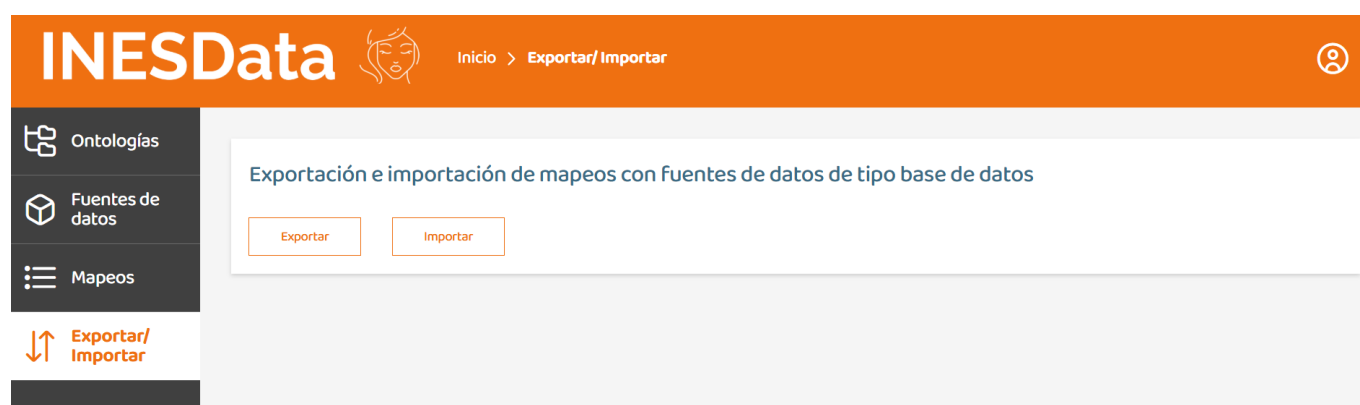 INESData
Inicio > Exportar/Importar
Ontologías
Fuentes de
datos
Mapeos
Exportar/
Importar
Exportación e importación de mapeos con fuentes de datos de tipo base de datos
Exportar
Importar